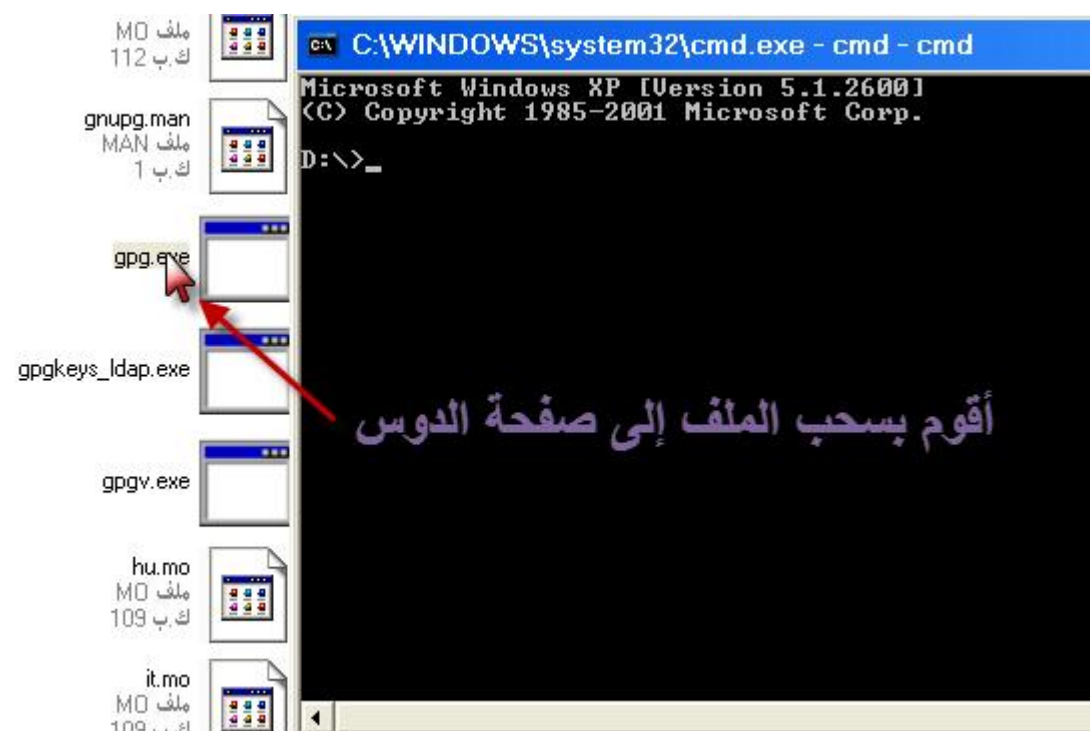 ملف MO
112 ك.ب
gnupg.man
ملف MAN
1 ك.ب
gpg.exe
gpgkeys_ldap.exe
gpgv.exe
hu.mo
ملف MO
109 ك.ب
it.mo
ملف MO
109 ك.ب
C:\WINDOWS\system32\cmd.exe - cmd - cmd
Microsoft Windows XP [Version 5.1.2600]
(C) Copyright 1985-2001 Microsoft Corp.
D:\>_
أقوم بسحب الملف إلى صفحة الدوس